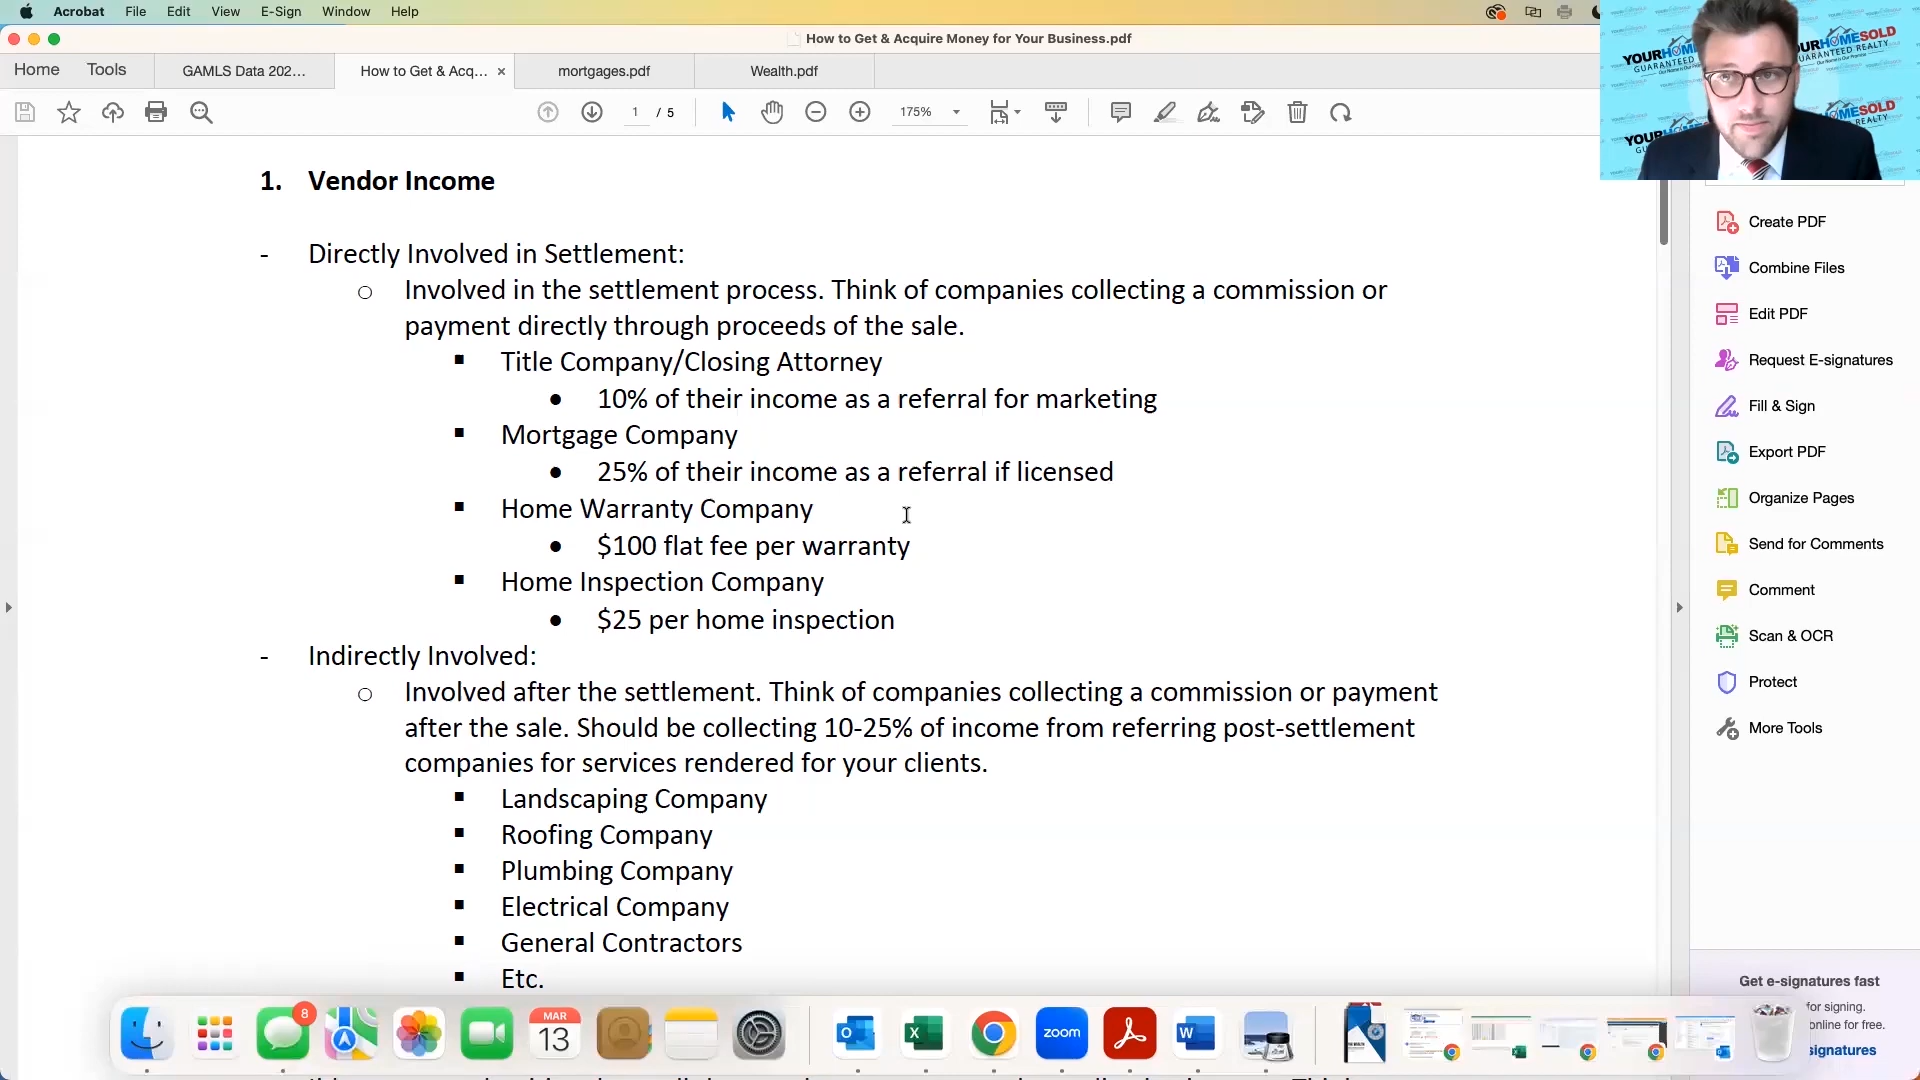 Acrobat File Edit View E-Sign Window Help
How to Get & Acquire Money for Your Business.pdf
Home Tools GAMLS Data 202... How to Get & Acq... × mortgages.pdf Wealth.pdf
1 / 5 175%
YOURHOMESOLD
GUARANTEED REALTY
1. Vendor Income
- Directly Involved in Settlement:
o Involved in the settlement process. Think of companies collecting a commission or
payment directly through proceeds of the sale.
▪ Title Company/Closing Attorney
• 10% of their income as a referral for marketing
▪ Mortgage Company
• 25% of their income as a referral if licensed
▪ Home Warranty Company
• $100 flat fee per warranty
▪ Home Inspection Company
• $25 per home inspection
- Indirectly Involved:
o Involved after the settlement. Think of companies collecting a commission or payment
after the sale. Should be collecting 10-25% of income from referring post-settlement
companies for services rendered for your clients.
▪ Landscaping Company
▪ Roofing Company
▪ Plumbing Company
▪ Electrical Company
▪ General Contractors
▪ Etc.
Create PDF
Combine Files
Edit PDF
Request E-signatures
Fill & Sign
Export PDF
Organize Pages
Send for Comments
Comment
Scan & OCR
Protect
More Tools
Get e-signatures fast
for signing.
online for free.
signatures
8
MAR
13
zoom